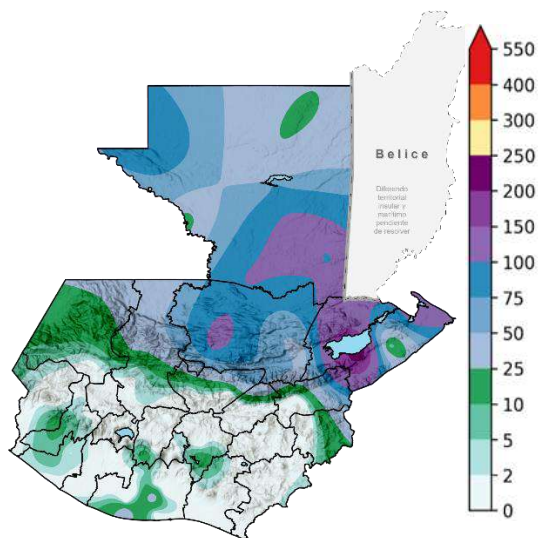 Belice
Diferendo
territorial
insular y
marítimo
pendiente
de resolver
550
400
300
250
200
150
100
75
50
25
10
5
2
0